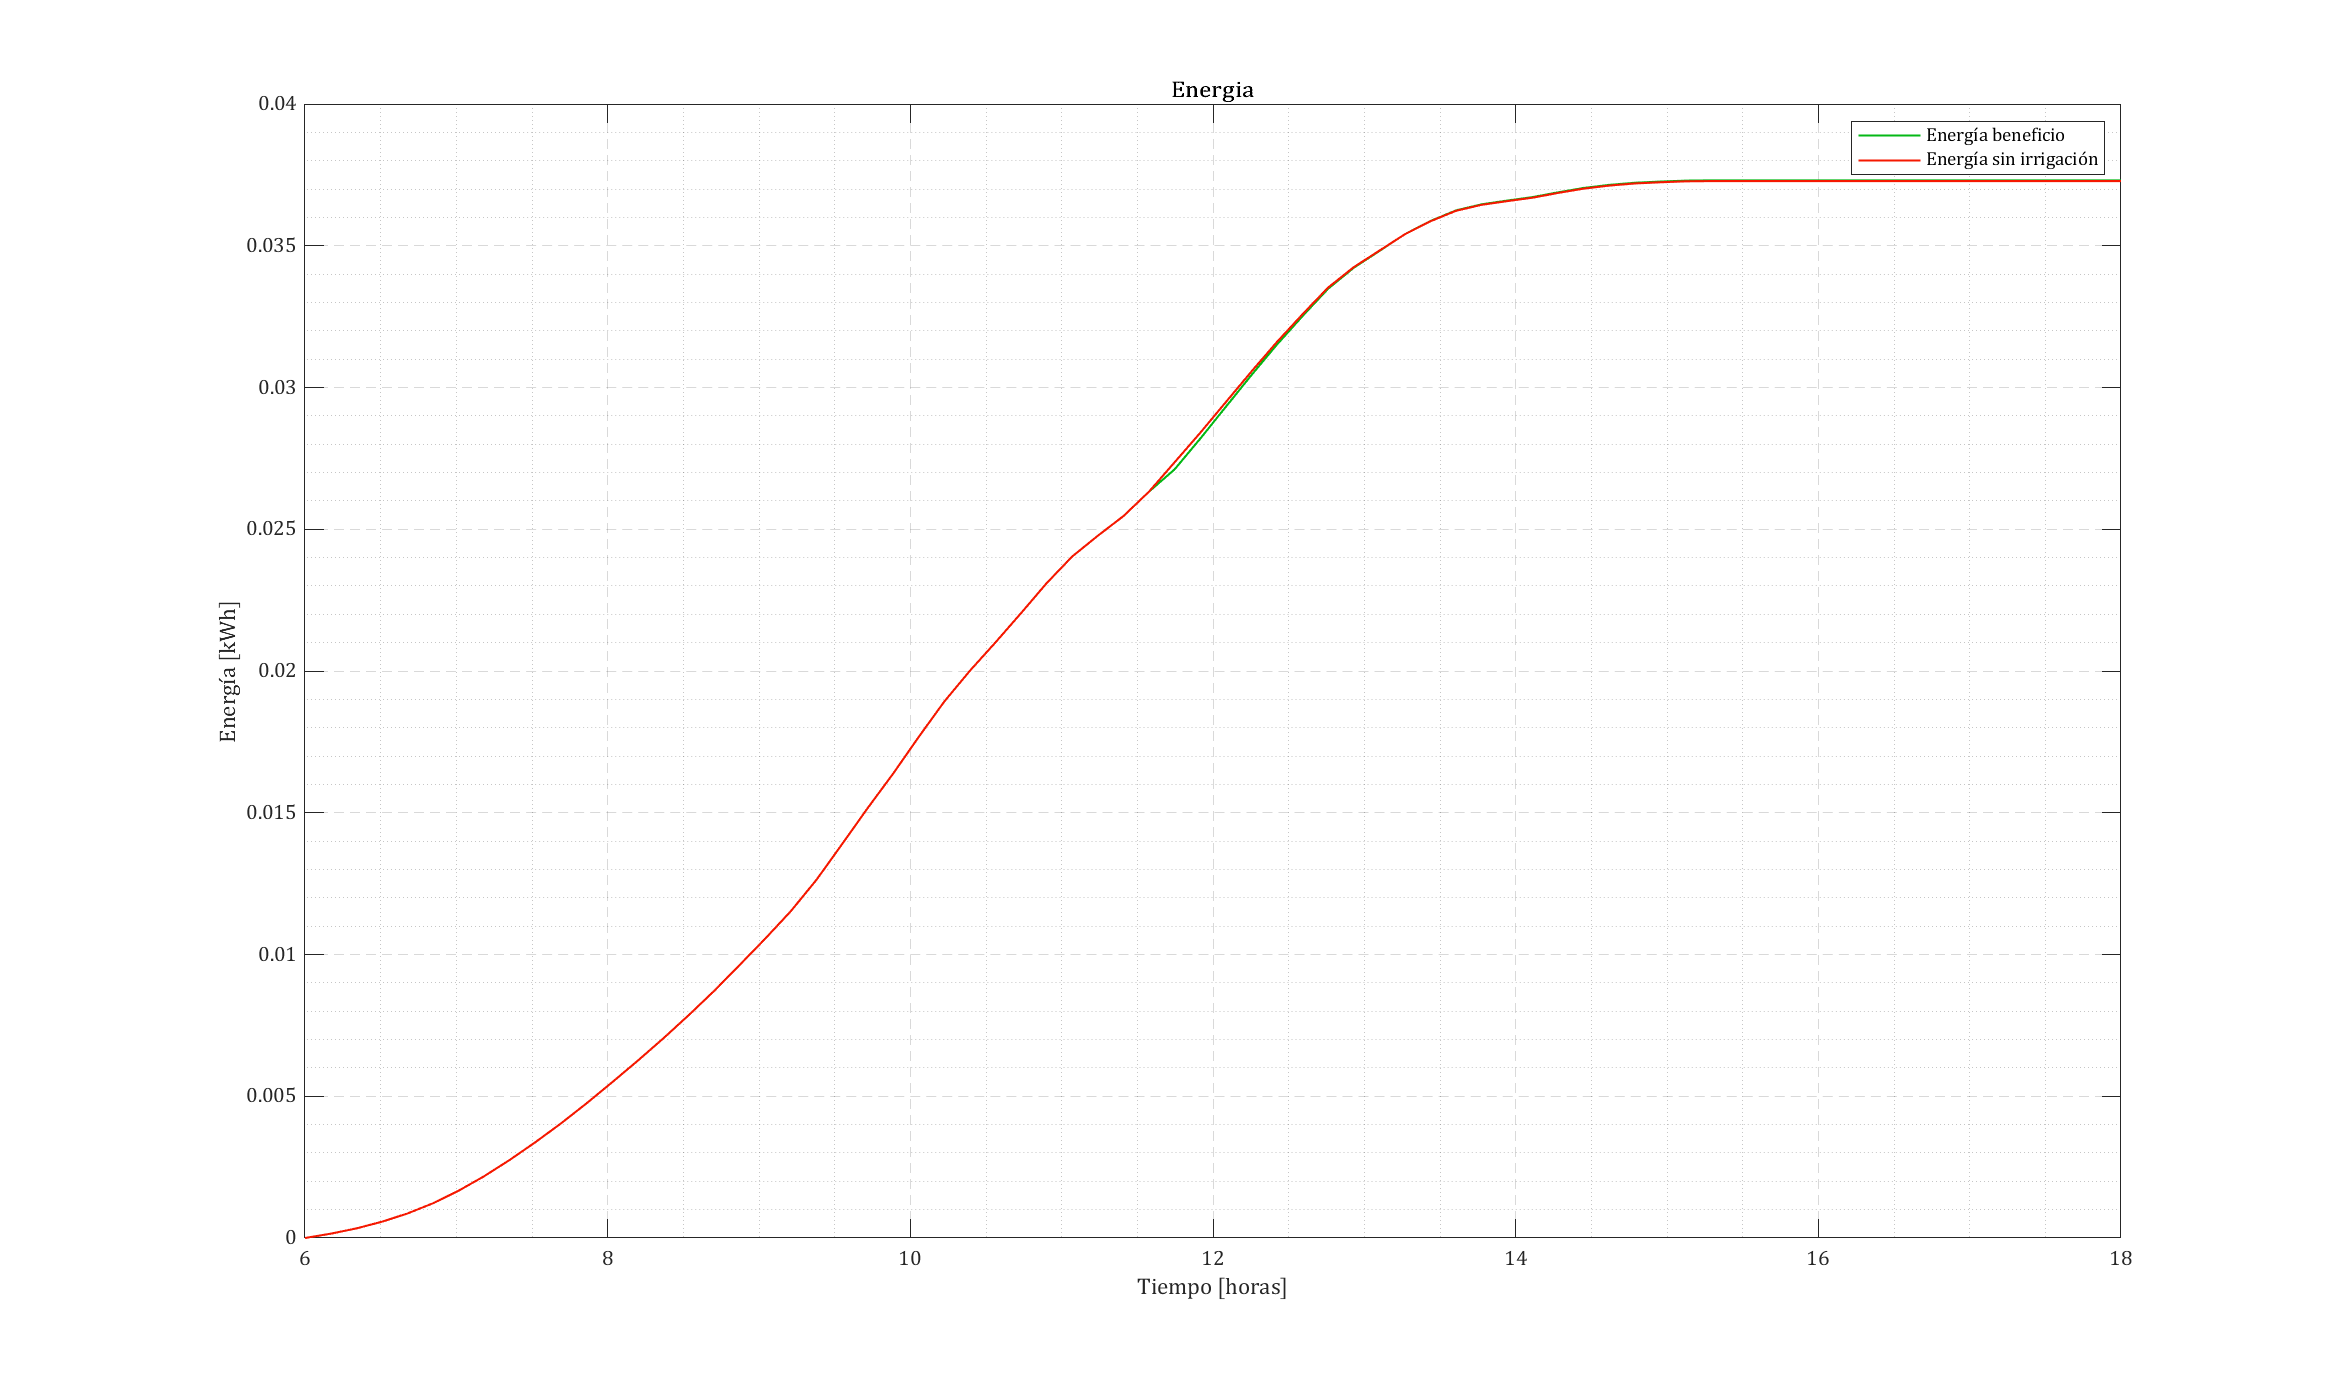 Energia
Energía beneficio
Energía sin irrigación
0.04
0.035
0.03
0.025
0.02
0.015
0.01
0.005
0
Energía [kWh]
6 8 10 12 14 16 18
Tiempo [horas]